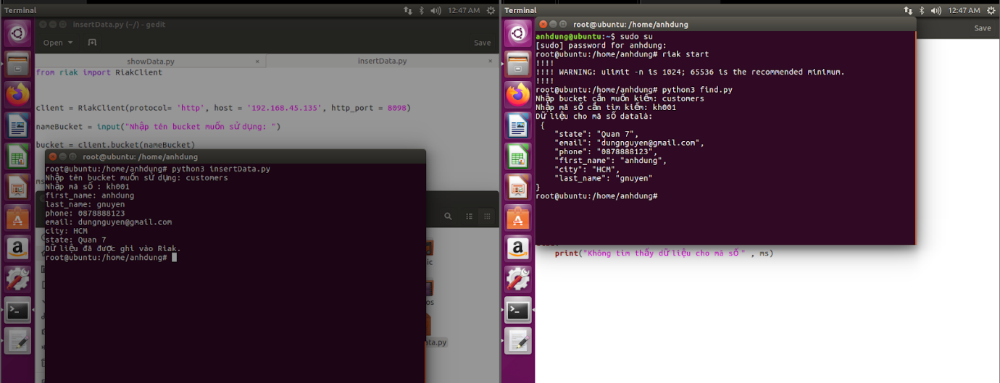 Terminal
12:47 AM
insertData.py (~/) - gedit
Open
Save
showData.py
insertData.py
from riak import RiakClient
client = RiakClient(protocol= 'http', host = '192.168.45.135', http_port = 8098)
nameBucket = input("Nhập tên bucket muốn sử dụng: ")
bucket = client.bucket(nameBucket)
ms
root@ubuntu: /home/anhdung
root@ubuntu:/home/anhdung# python3 insertData.py
Nhập tên bucket muốn sử dụng: customers
Nhập mã số : kh001
first_name: anhdung
last_name: gnuyen
phone: 0878888123
email: dungnguyen@gmail.com
city: HCM
state: Quan 7
Dữ liệu đã được ghi vào Riak.
root@ubuntu:/home/anhdung#
ic
os
ta.py
Terminal
12:47 AM
Save
root@ubuntu: /home/anhdung
anhdung@ubuntu:~$ sudo su
[sudo] password for anhdung:
root@ubuntu:/home/anhdung# riak start
!!!!
!!!! WARNING: ulimit -n is 1024; 65536 is the recommended minimum.
!!!!
root@ubuntu:/home/anhdung# python3 find.py
Nhập bucket cần muốn kiếm: customers
Nhập mã số cần tìm kiếm: kh001
Dữ liệu cho mã số datalà:
{
"state": "Quan 7",
"email": "dungnguyen@gmail.com",
"phone": "0878888123",
"first_name": "anhdung",
"city": "HCM",
"last_name": "gnuyen"
}
root@ubuntu:/home/anhdung#
print("Không tìm thấy dữ liệu cho mã số " , ms)